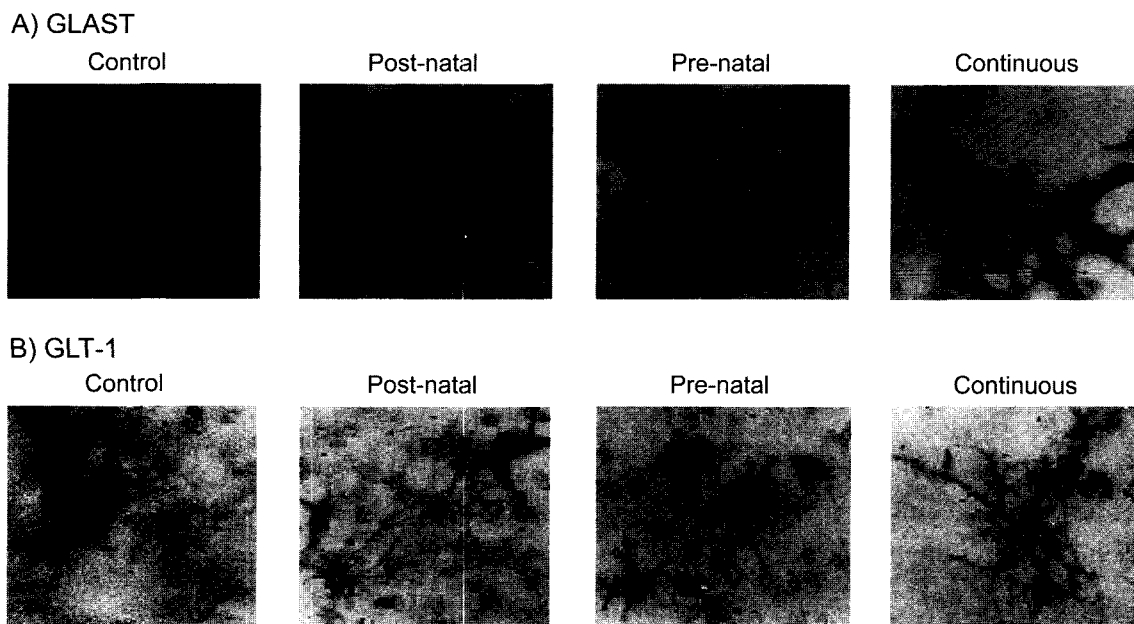 A) GLAST
Control Post-natal Pre-natal Continuous
B) GLT-1
Control Post-natal Pre-natal Continuous